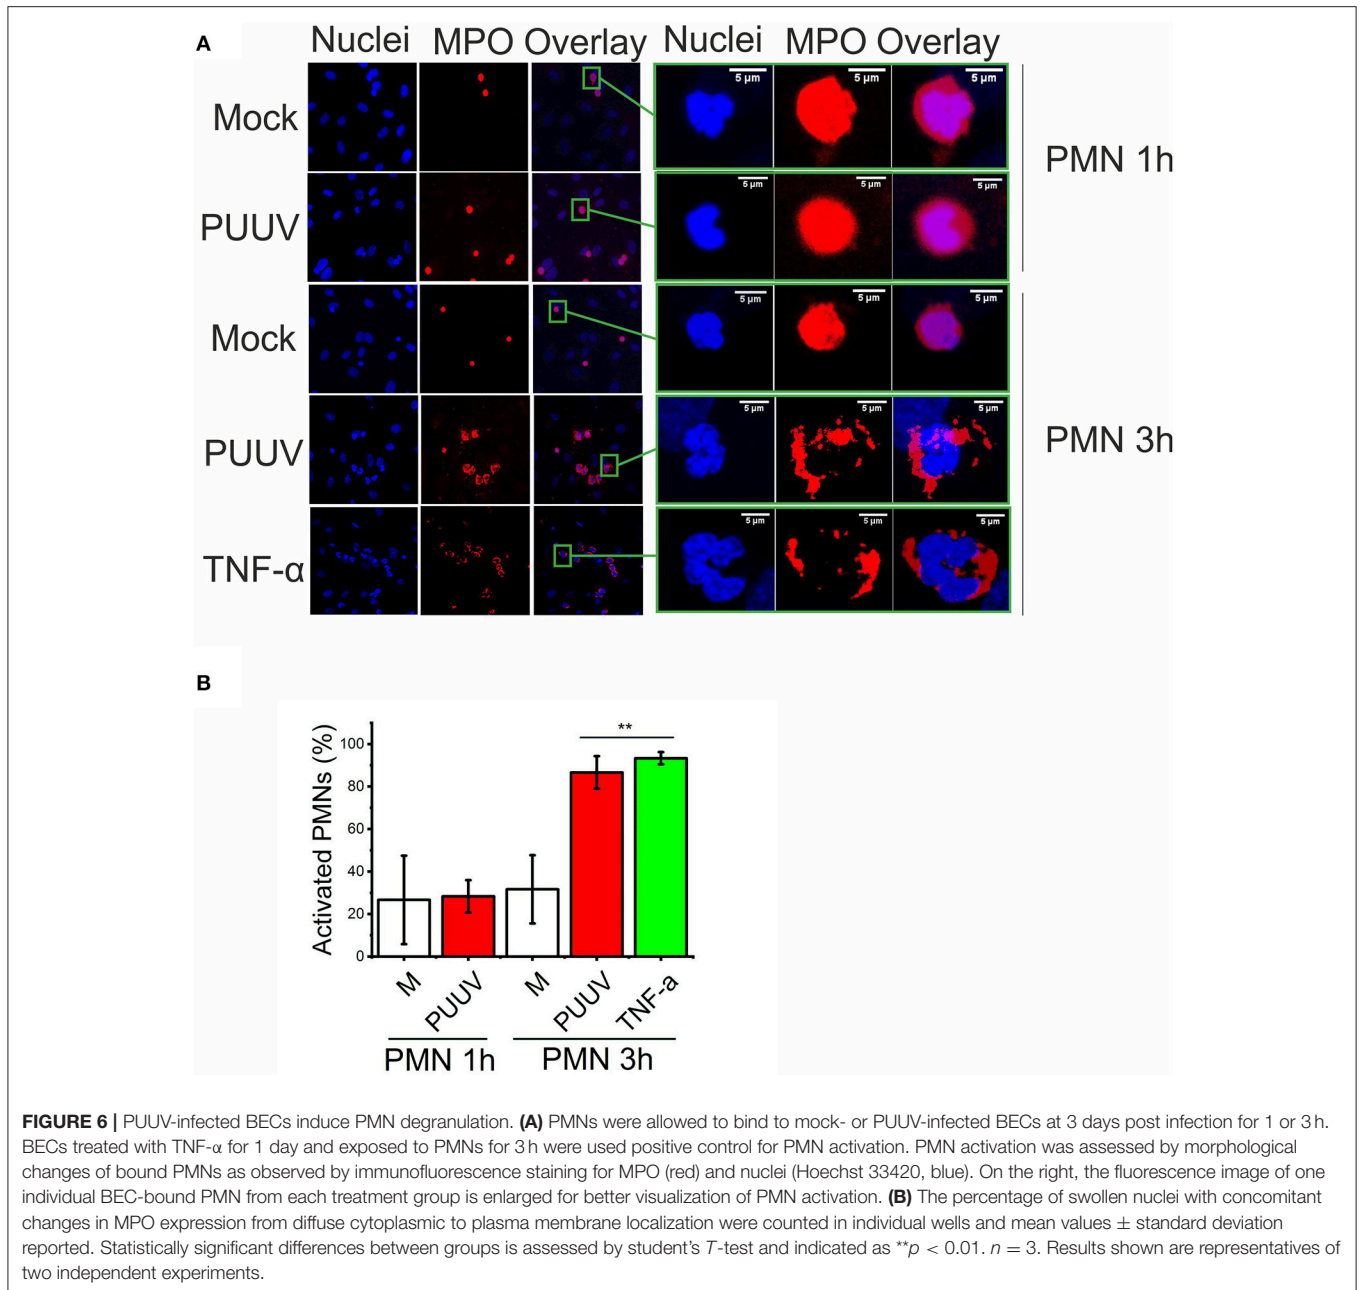 A
Nuclei MPO Overlay Nuclei MPO Overlay
Mock
5 µm 5 µm 5 µm
PMN 1h
PUUV
5 µm 5 µm 5 µm
Mock
5 µm 5 µm 5 µm
PMN 3h
PUUV
5 µm 5 µm 5 µm
TNF-α
5 µm 5 µm 5 µm
B
Activated PMNs (%)
100
80
60
40
20
0
**
M PUUV M PUUV TNF-a
PMN 1h PMN 3h
FIGURE 6 | PUUV-infected BECs induce PMN degranulation. (A) PMNs were allowed to bind to mock- or PUUV-infected BECs at 3 days post infection for 1 or 3 h.
BECs treated with TNF-α for 1 day and exposed to PMNs for 3 h were used positive control for PMN activation. PMN activation was assessed by morphological
changes of bound PMNs as observed by immunofluorescence staining for MPO (red) and nuclei (Hoechst 33420, blue). On the right, the fluorescence image of one
individual BEC-bound PMN from each treatment group is enlarged for better visualization of PMN activation. (B) The percentage of swollen nuclei with concomitant
changes in MPO expression from diffuse cytoplasmic to plasma membrane localization were counted in individual wells and mean values ± standard deviation
reported. Statistically significant differences between groups is assessed by student's T-test and indicated as **p < 0.01. n = 3. Results shown are representatives of
two independent experiments.